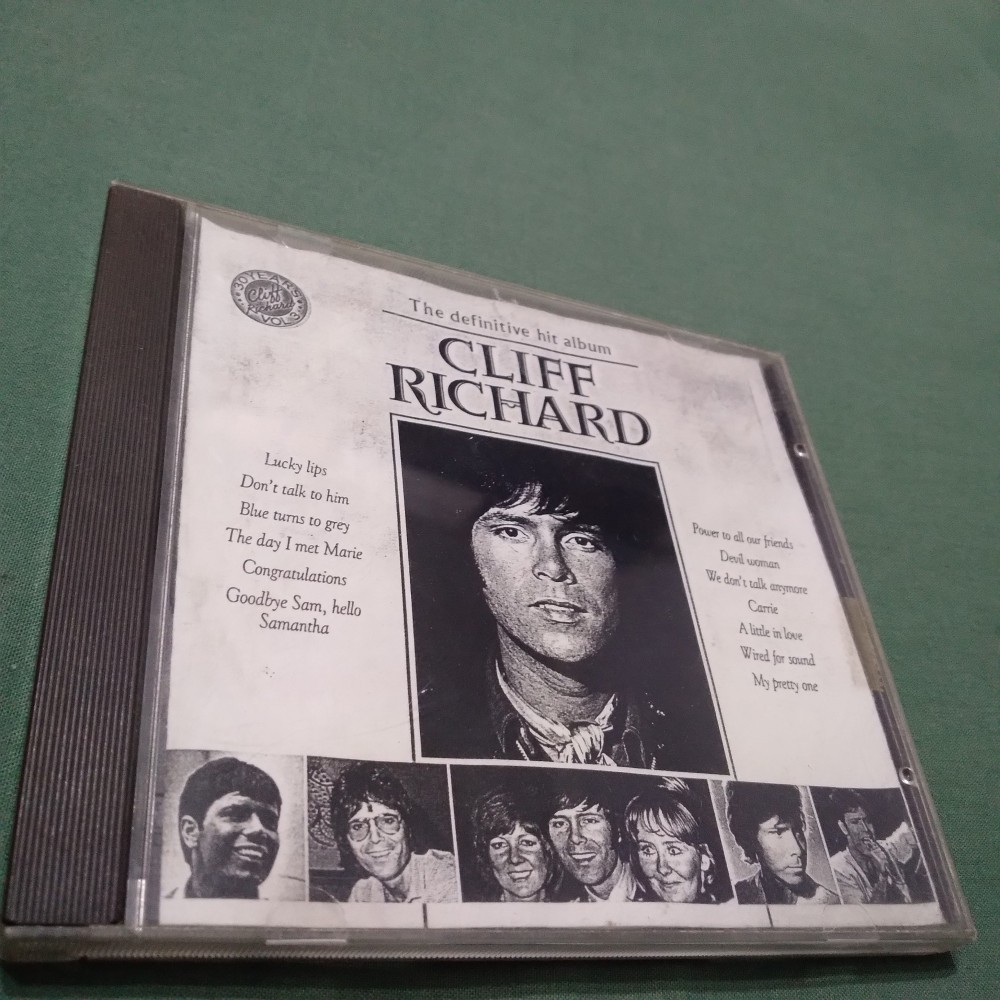 30 YEARS
Cliff
Richard
VOL 3
The definitive hit album
CLIFF
RICHARD
Lucky lips
Don't talk to him
Blue turns to grey
The day I met Marie
Congratulations
Goodbye Sam, hello
Samantha
Power to all our friends
Devil woman
We don't talk anymore
Carrie
A little in love
Wired for sound
My pretty one